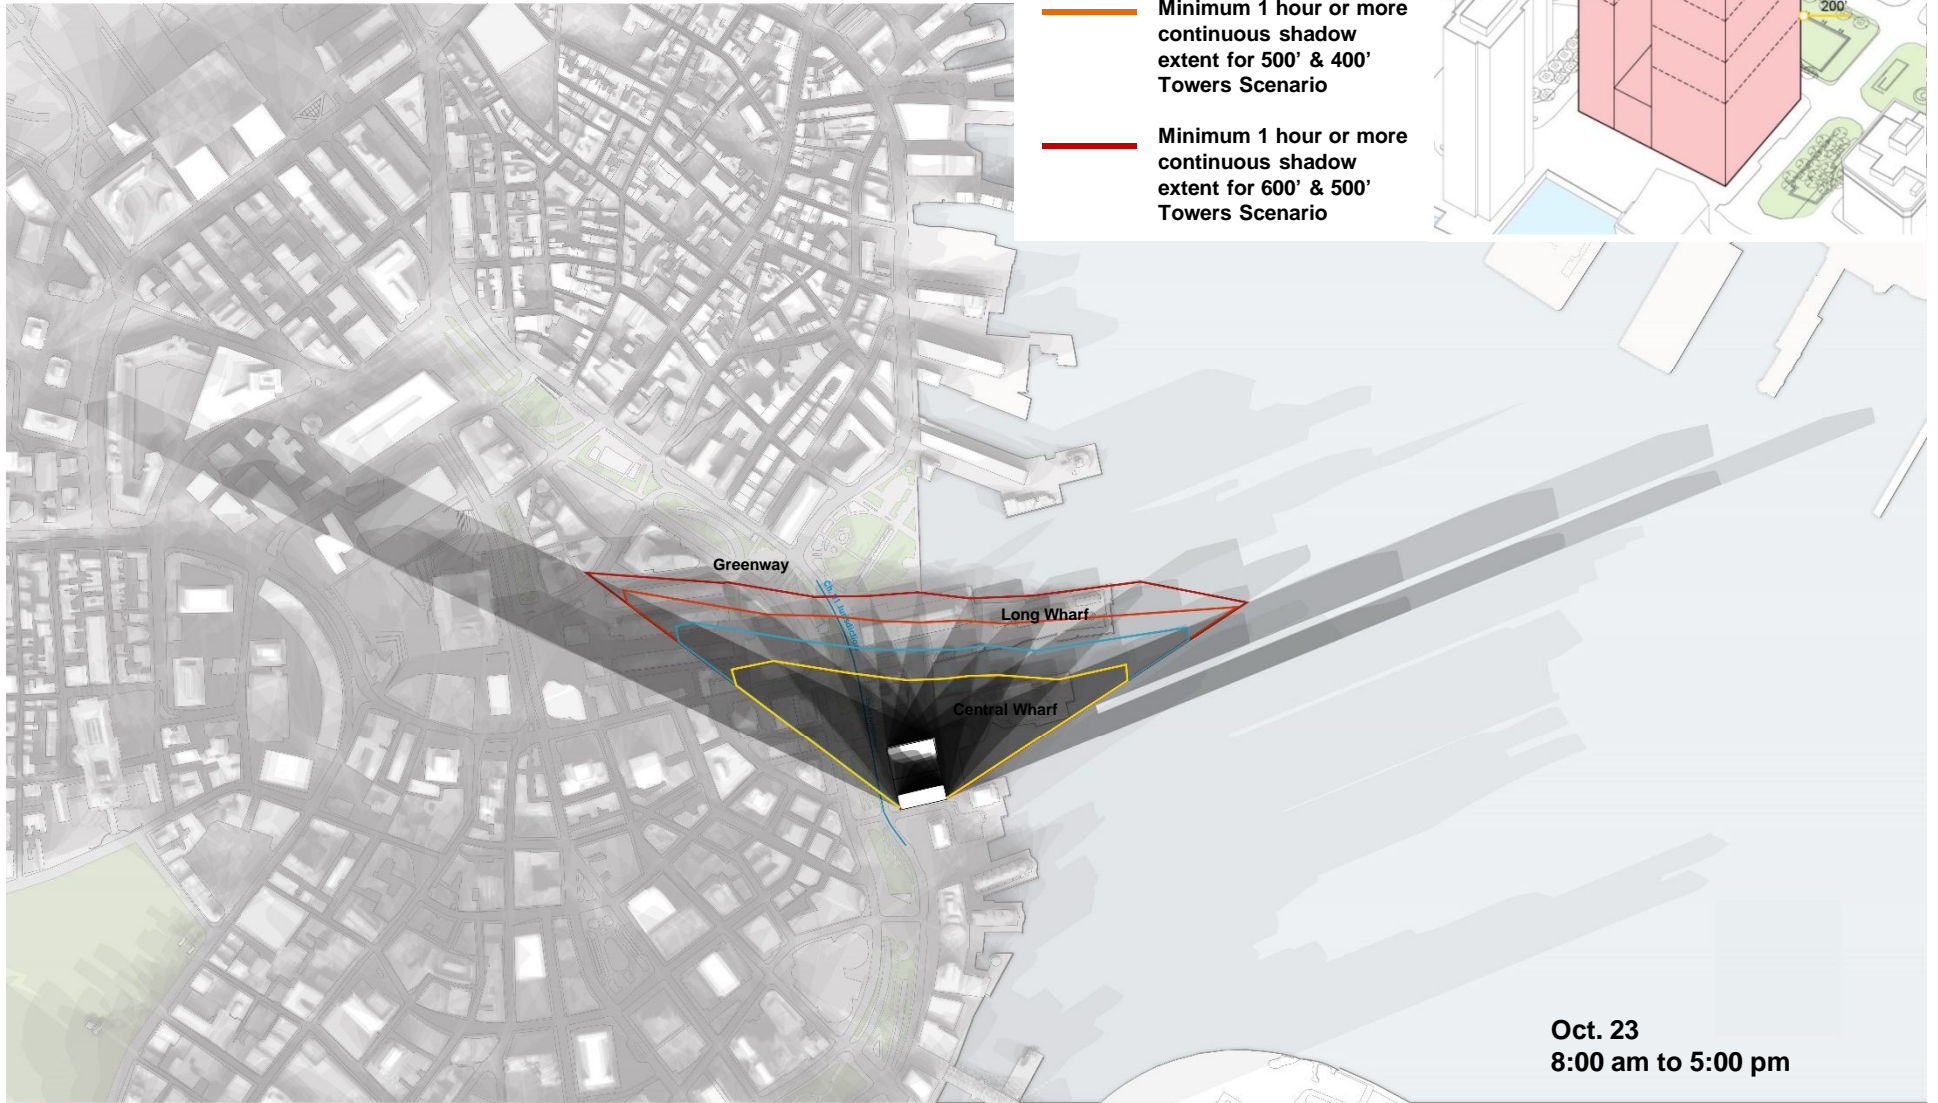 Minimum 1 hour or more
continuous shadow
extent for 500’ & 400’
Towers Scenario
200'
Minimum 1 hour or more
continuous shadow
extent for 600’ & 500’
Towers Scenario
Greenway
Long Wharf
Central Wharf
Oct. 23
8:00 am to 5:00 pm